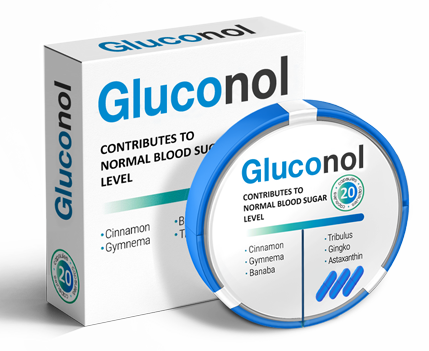 Gluconol
Gluconol
CONTRIBUTES TO
NORMAL BLOOD SUG
LEVEL
•Cinnamon
•Gymnema
20
Gluconol
CONTRIBUTES TO
NORMAL BLOOD SUGAR
LEVEL
20
• Cinnamon
• Gymnema
• Banaba
• Tribulus
• Gingko
• Astaxanthin